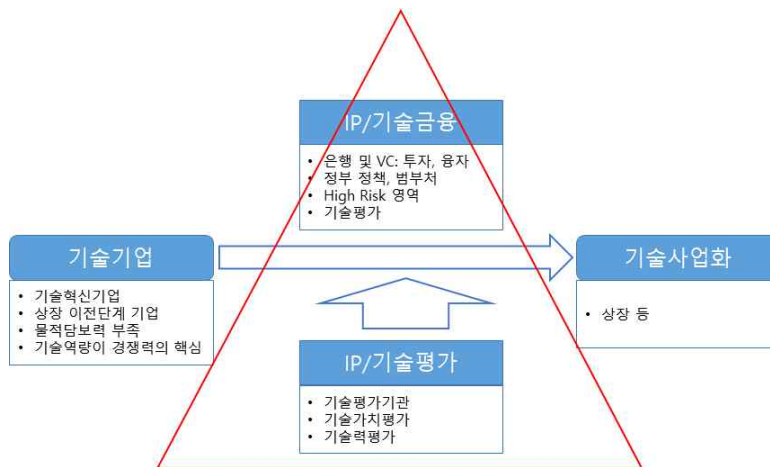 IP/기술금융
• 은행 및 VC: 투자, 융자
• 정부 정책, 범부처
• High Risk 영역
• 기술평가
기술기업
• 기술혁신기업
• 상장 이전단계 기업
• 물적담보력 부족
• 기술역량이 경쟁력의 핵심
기술사업화
• 상장 등
IP/기술평가
• 기술평가기관
• 기술가치평가
• 기술력평가